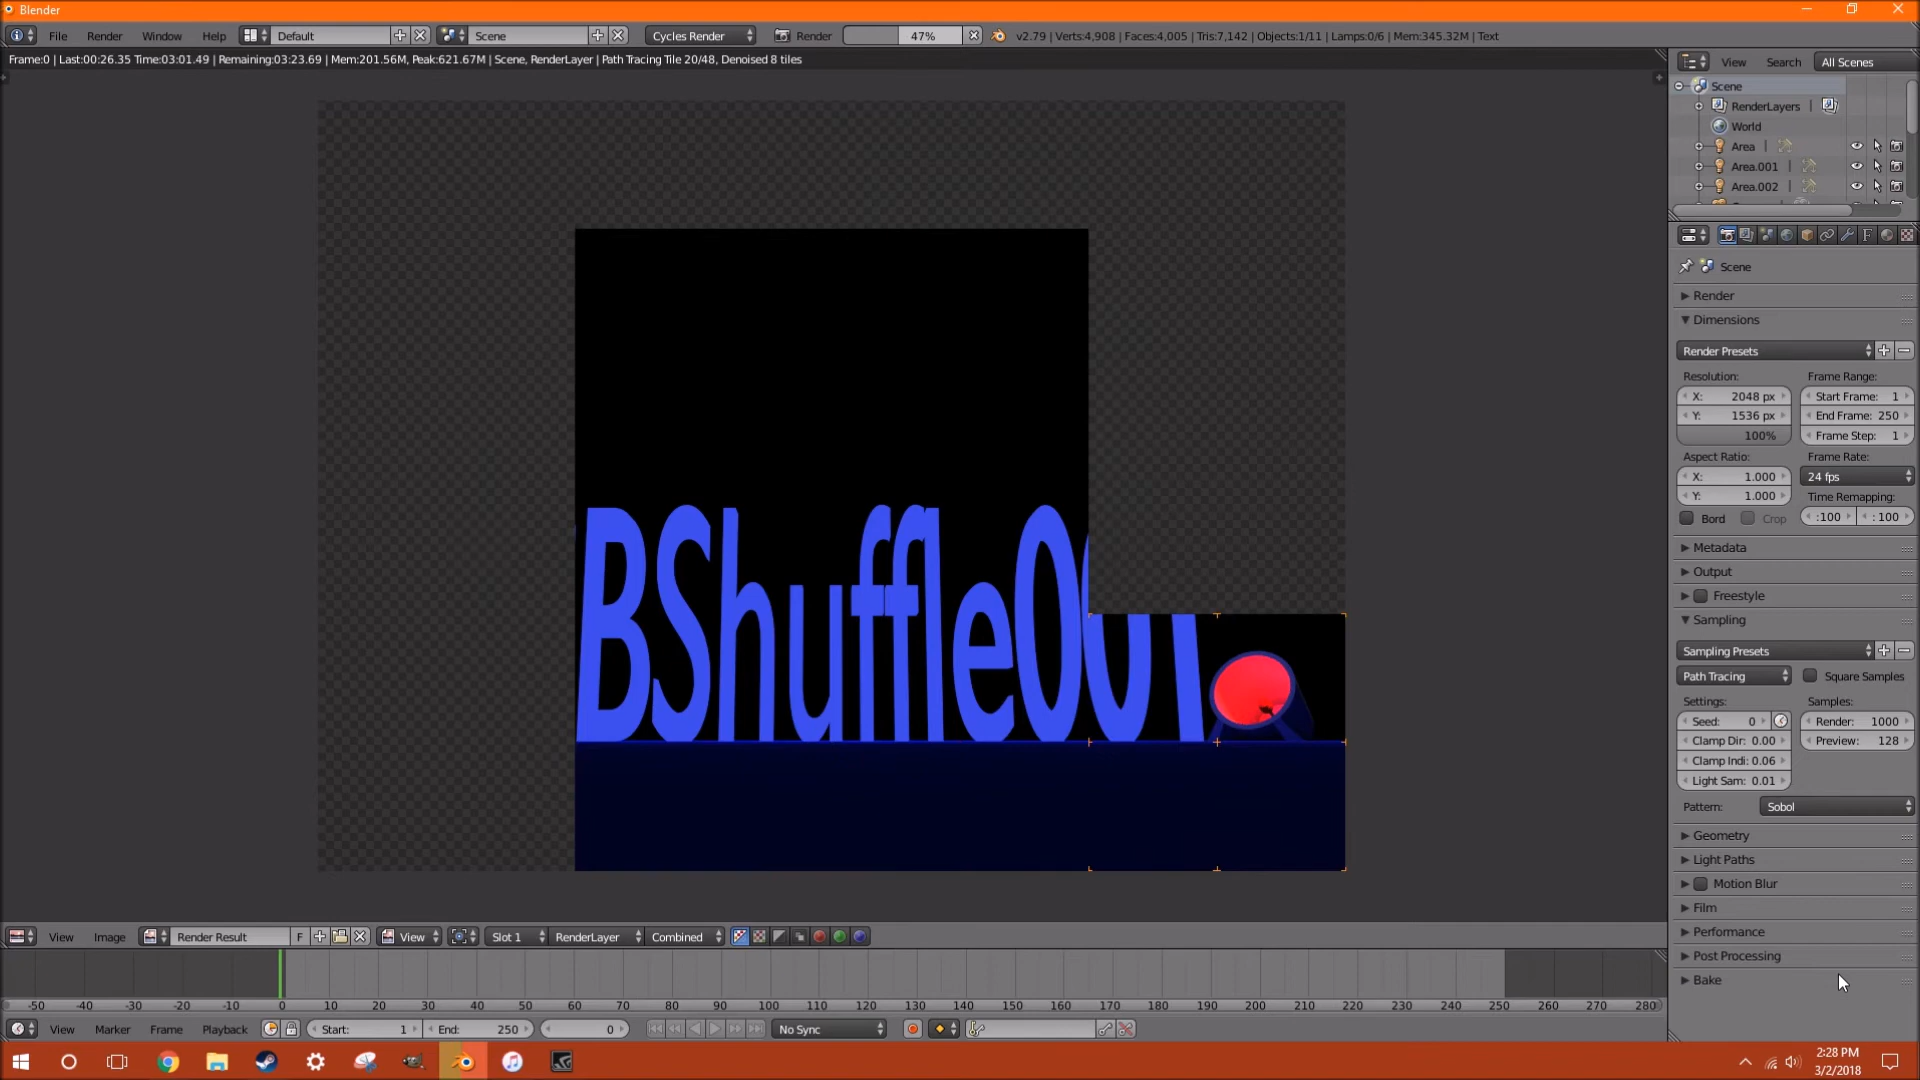 Blender
File Render Window Help Default Scene Cycles Render Render 47% v2.79 | Verts:4,908 | Faces:4,005 | Tris:7,142 | Objects:1/11 | Lamps:0/6 | Mem:345.32M | Text
Frame:0 | Last:00:26.35 Time:03:01.49 | Remaining:03:23.69 | Mem:201.56M, Peak:621.67M | Scene, RenderLayer | Path Tracing Tile 20/48, Denoised 8 tiles
View Search All Scenes
Scene
RenderLayers |
World
Area |
Area.001 |
Area.002 |
Scene
Render
Dimensions
Render Presets
Resolution: Frame Range:
X: 2048 px Start Frame: 1
Y: 1536 px End Frame: 250
100% Frame Step: 1
Aspect Ratio: Frame Rate:
X: 1.000 24 fps
Y: 1.000 Time Remapping:
Bord Crop :100 :100
Metadata
Output
Freestyle
Sampling
Sampling Presets
Path Tracing Square Samples
Settings: Samples:
Seed: 0 Render: 1000
Clamp Dir: 0.00 Preview: 128
Clamp Indi: 0.06
Light Sam: 0.01
Pattern: Sobol
Geometry
Light Paths
Motion Blur
Film
Performance
Post Processing
Bake
BShuffle001
View Image Render Result F View Slot 1 RenderLayer Combined
-50 -40 -30 -20 -10 0 10 20 30 40 50 60 70 80 90 100 110 120 130 140 150 160 170 180 190 200 210 220 230 240 250 260 270 280
View Marker Frame Playback Start: 1 End: 250 0 No Sync
2:28 PM
3/2/2018